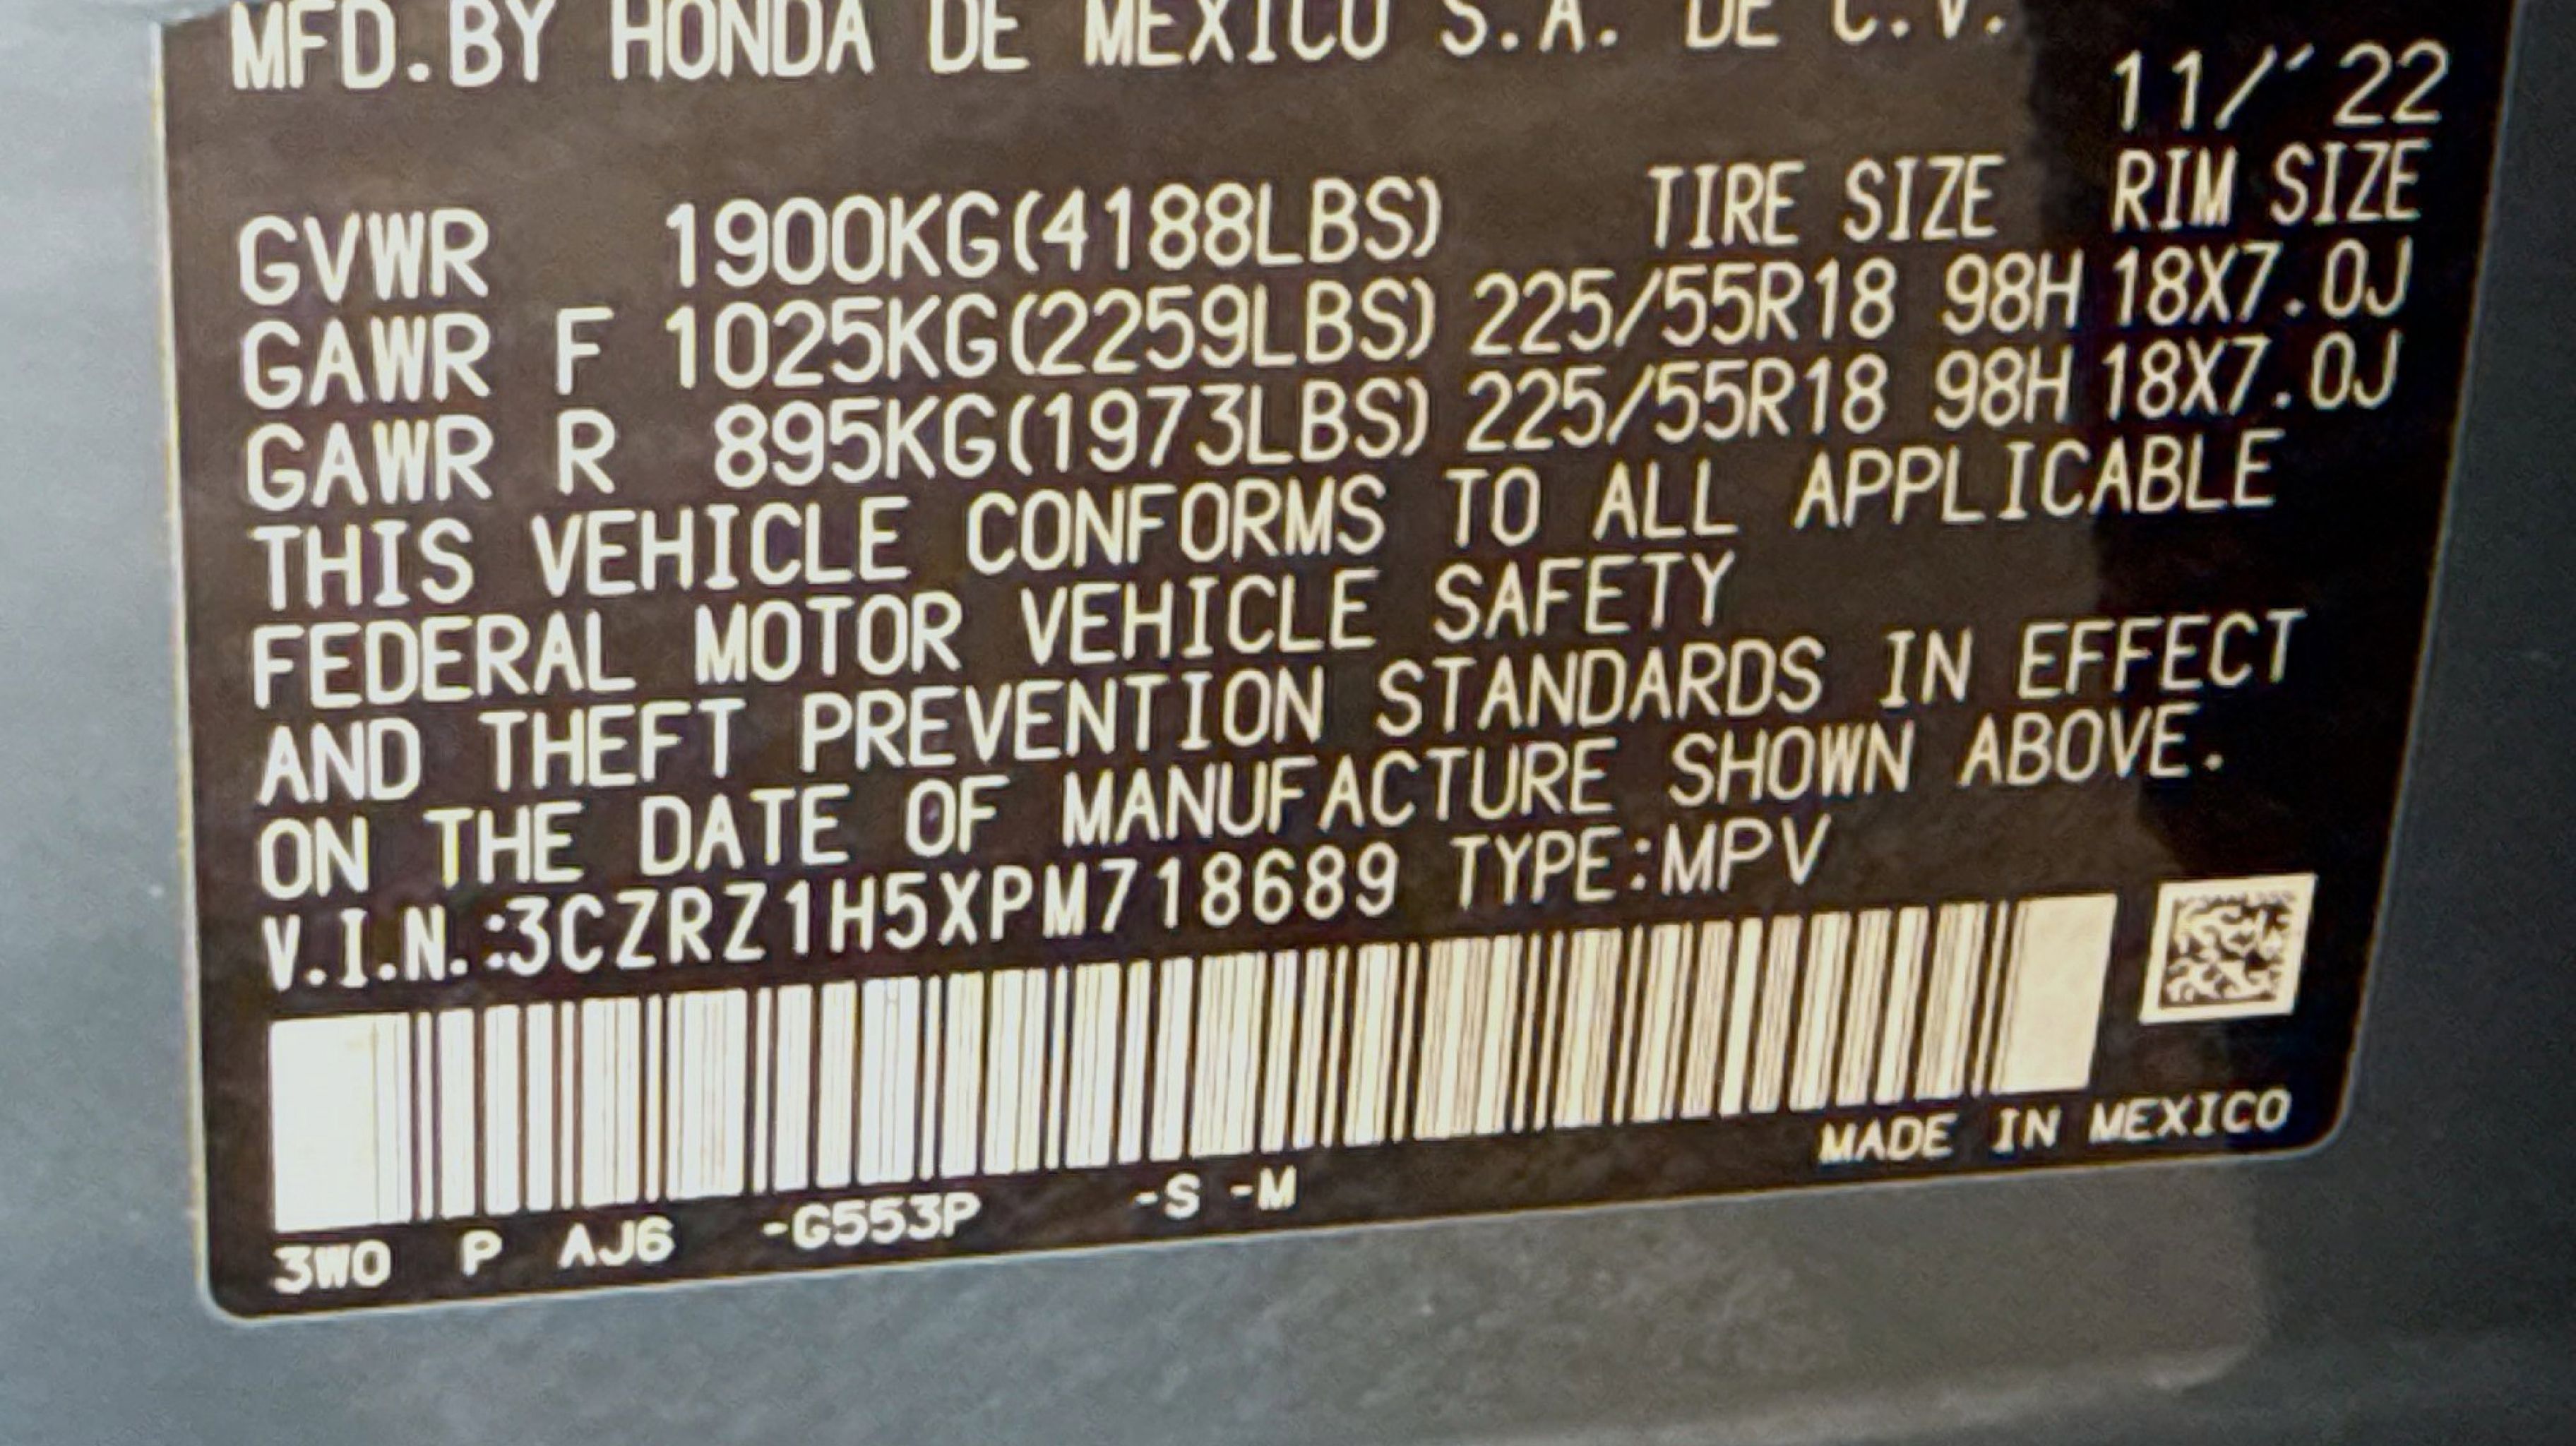 MFD.BY HONDA DE MEXICO S.A. DE C.V.
11/'22
GVWR 1900KG(4188LBS) TIRE SIZE RIM SIZE
GAWR F 1025KG(2259LBS) 225/55R18 98H 18X7.0J
GAWR R 895KG(1973LBS) 225/55R18 98H 18X7.0J
THIS VEHICLE CONFORMS TO ALL APPLICABLE
FEDERAL MOTOR VEHICLE SAFETY
AND THEFT PREVENTION STANDARDS IN EFFECT
ON THE DATE OF MANUFACTURE SHOWN ABOVE.
V.I.N.:3CZRZ1H5XPM718689 TYPE:MPV
MADE IN MEXICO
3W0 P AJ6 -G553P -S -M